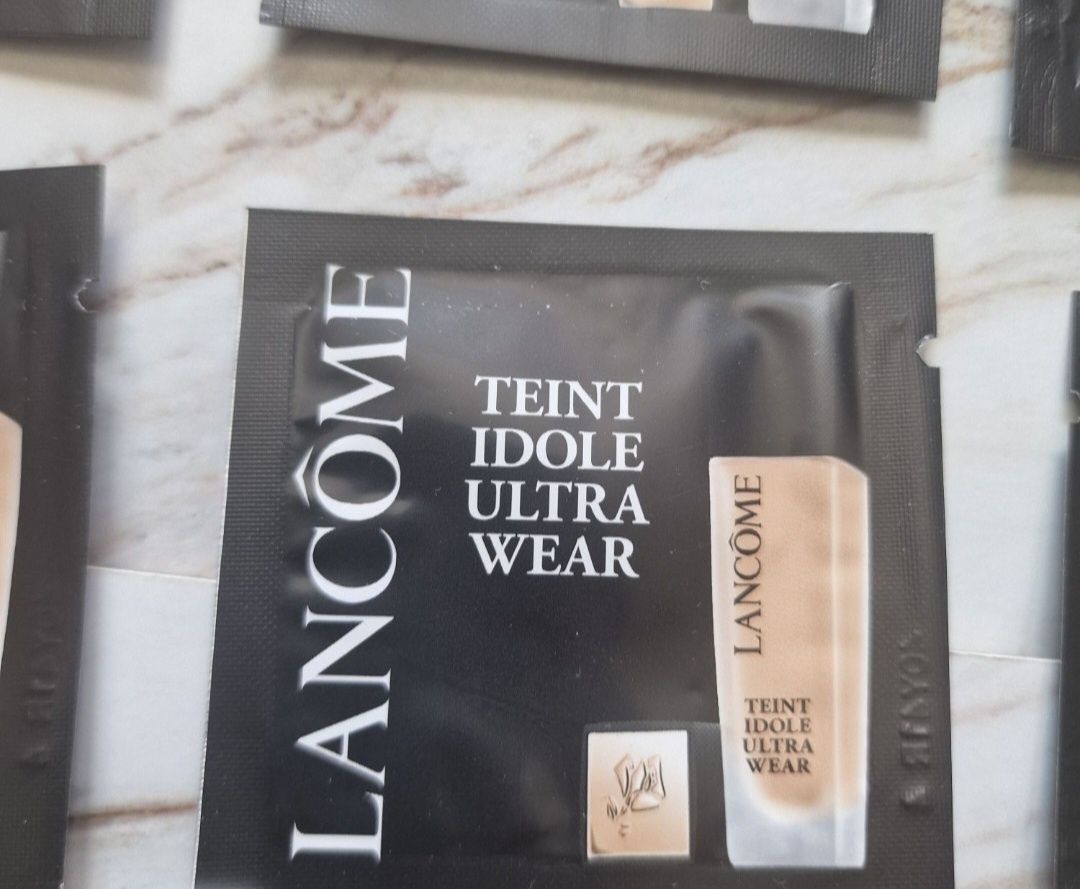 LANCÔME
TEINT
IDOLE
ULTRA
WEAR
LANCÔME
TEINT
IDOLE
ULTRA
WEAR